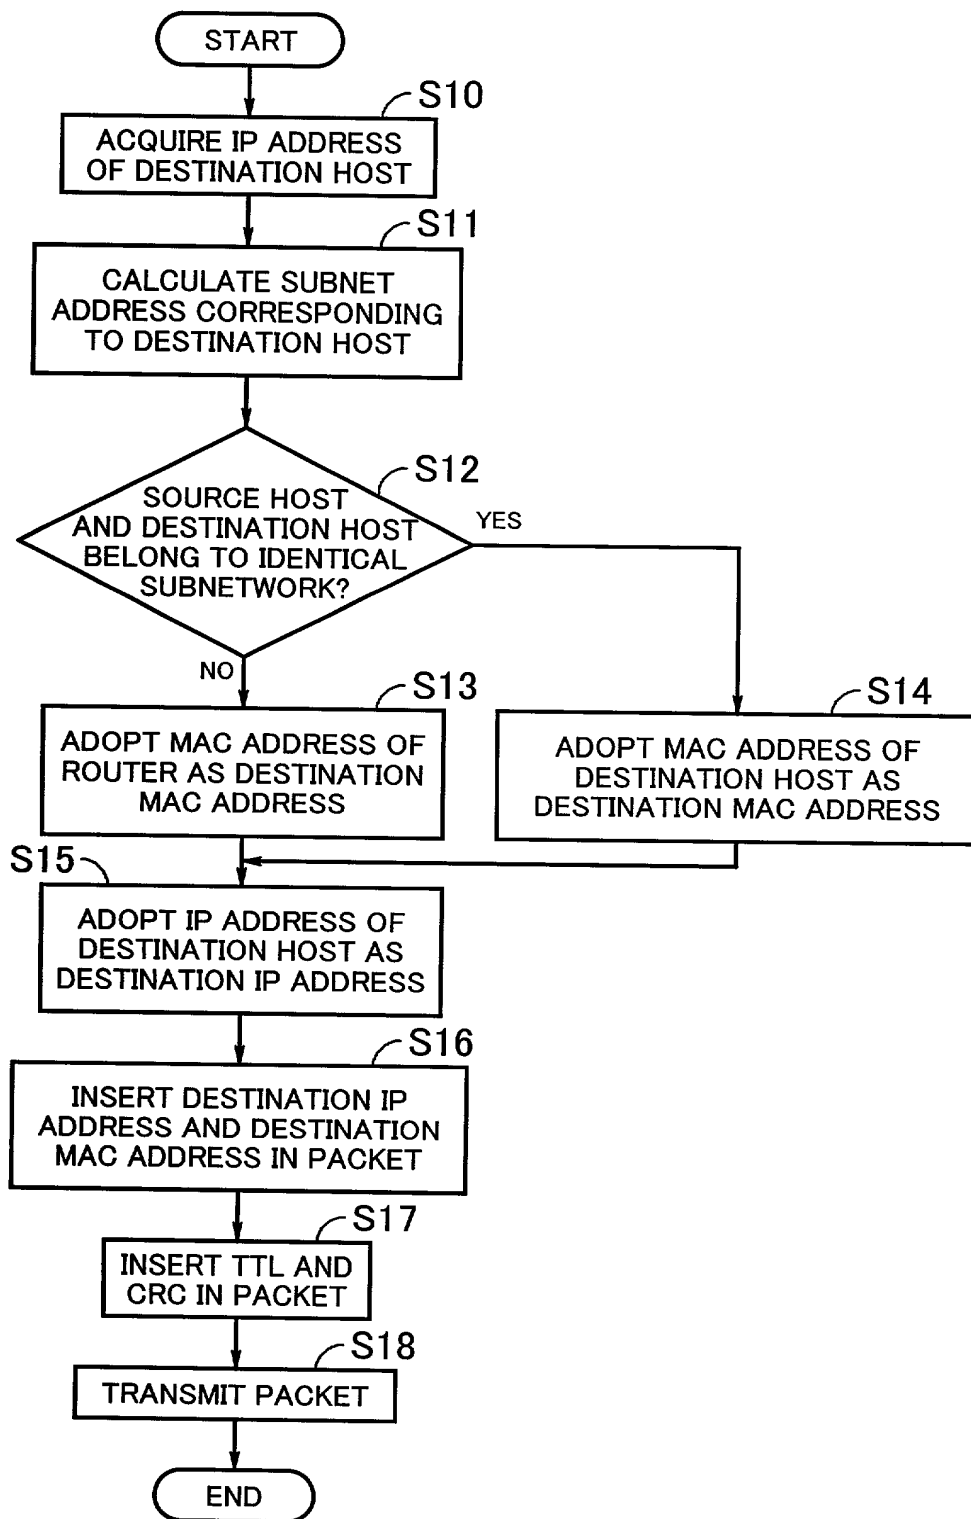 START
S10
ACQUIRE IP ADDRESS
OF DESTINATION HOST
S11
CALCULATE SUBNET
ADDRESS CORRESPONDING
TO DESTINATION HOST
S12
SOURCE HOST
AND DESTINATION HOST
BELONG TO IDENTICAL
SUBNETWORK?
YES
NO
S13
ADOPT MAC ADDRESS OF
ROUTER AS DESTINATION
MAC ADDRESS
S14
ADOPT MAC ADDRESS OF
DESTINATION HOST AS
DESTINATION MAC ADDRESS
S15
ADOPT IP ADDRESS OF
DESTINATION HOST AS
DESTINATION IP ADDRESS
S16
INSERT DESTINATION IP
ADDRESS AND DESTINATION
MAC ADDRESS IN PACKET
S17
INSERT TTL AND
CRC IN PACKET
S18
TRANSMIT PACKET
END